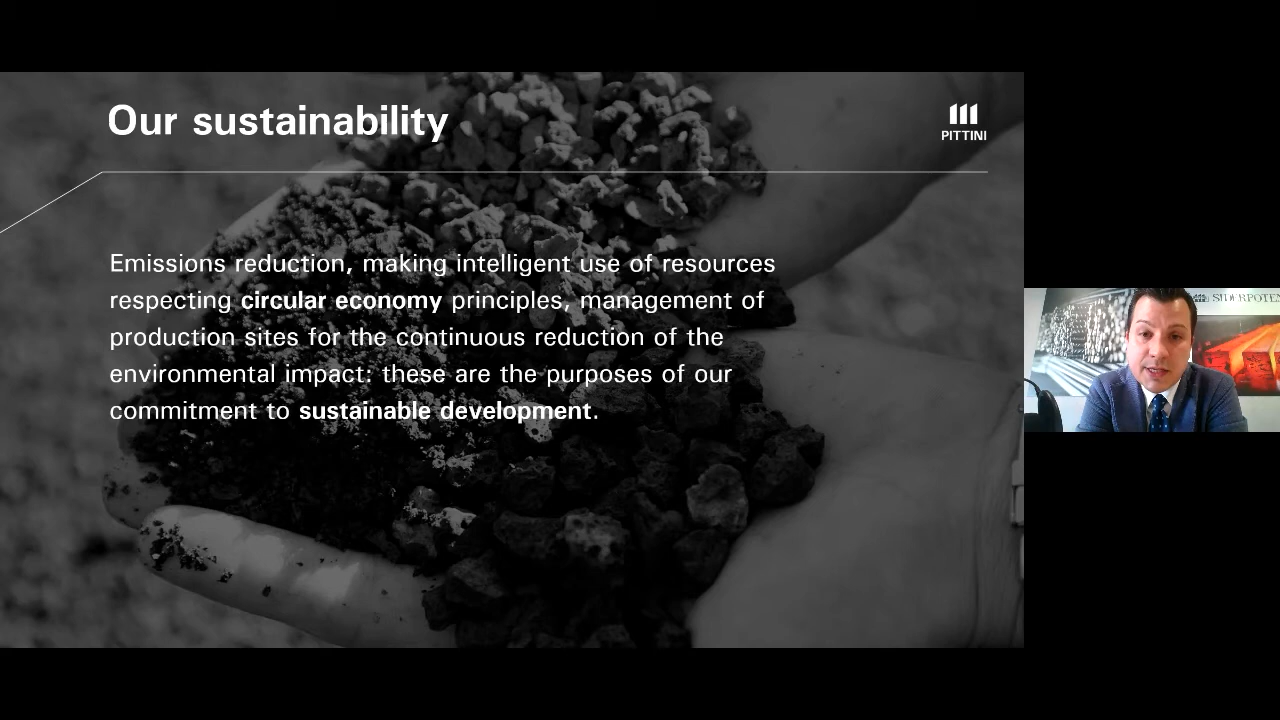 Our sustainability
PITTINI
Emissions reduction, making intelligent use of resources
respecting circular economy principles, management of
production sites for the continuous reduction of the
environmental impact: these are the purposes of our
commitment to sustainable development.